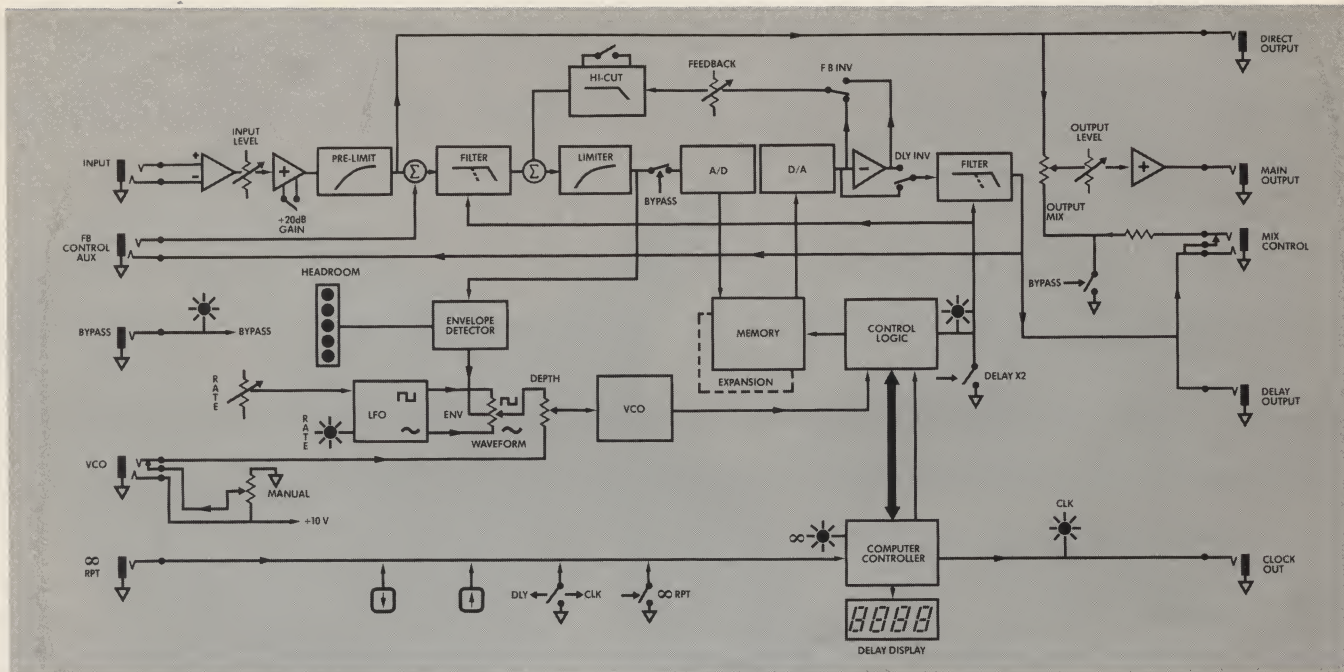 DIRECT
OUTPUT
HI-CUT
FEEDBACK
F B INV
INPUT
LEVEL
OUTPUT
LEVEL
INPUT
+
−
+
PRE-LIMIT
Σ
FILTER
Σ
LIMITER
A/D
D/A
−
DLY INV
FILTER
+
MAIN
OUTPUT
BYPASS
+20dB
GAIN
OUTPUT
MIX
FB
CONTROL
AUX
MIX
CONTROL
HEADROOM
BYPASS
BYPASS
BYPASS
ENVELOPE
DETECTOR
MEMORY
CONTROL
LOGIC
EXPANSION
DELAY X2
RATE
DEPTH
LFO
ENV
VCO
DELAY
OUTPUT
RATE
WAVEFORM
VCO
MANUAL
+10 V
CLK
∞
RPT
∞
COMPUTER
CONTROLLER
CLOCK
OUT
DLY
CLK
∞ RPT
8888
DELAY DISPLAY